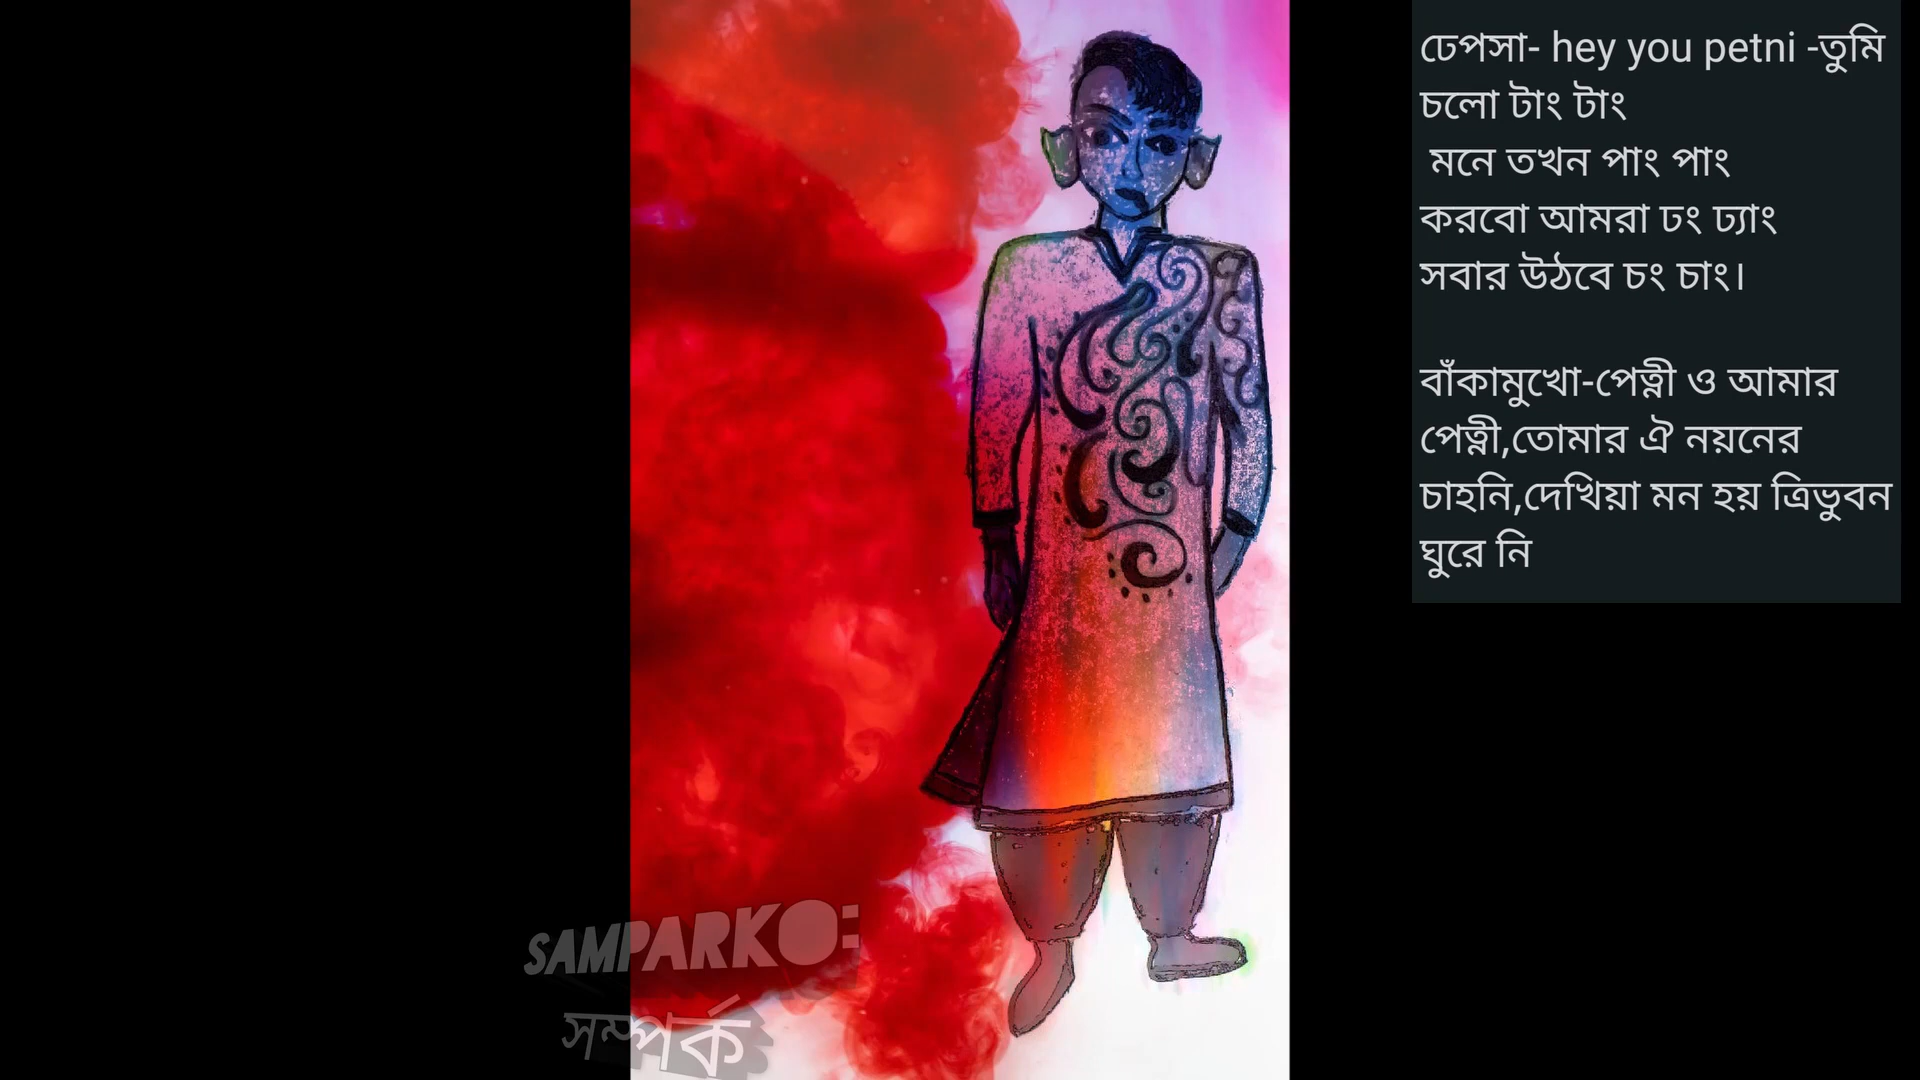 ঢেপসা- hey you petni -তুমি
চলো টাং টাং
মনে তখন পাং পাং
করবো আমরা ঢং ঢ্যাং
সবার উঠবে চং চাং।
বাঁকামুখো-পেত্নী ও আমার
পেত্নী,তোমার ঐ নয়নের
চাহনি,দেখিয়া মন হয় ত্রিভুবন
ঘুরে নি
SAMPARKO:
সম্পর্ক